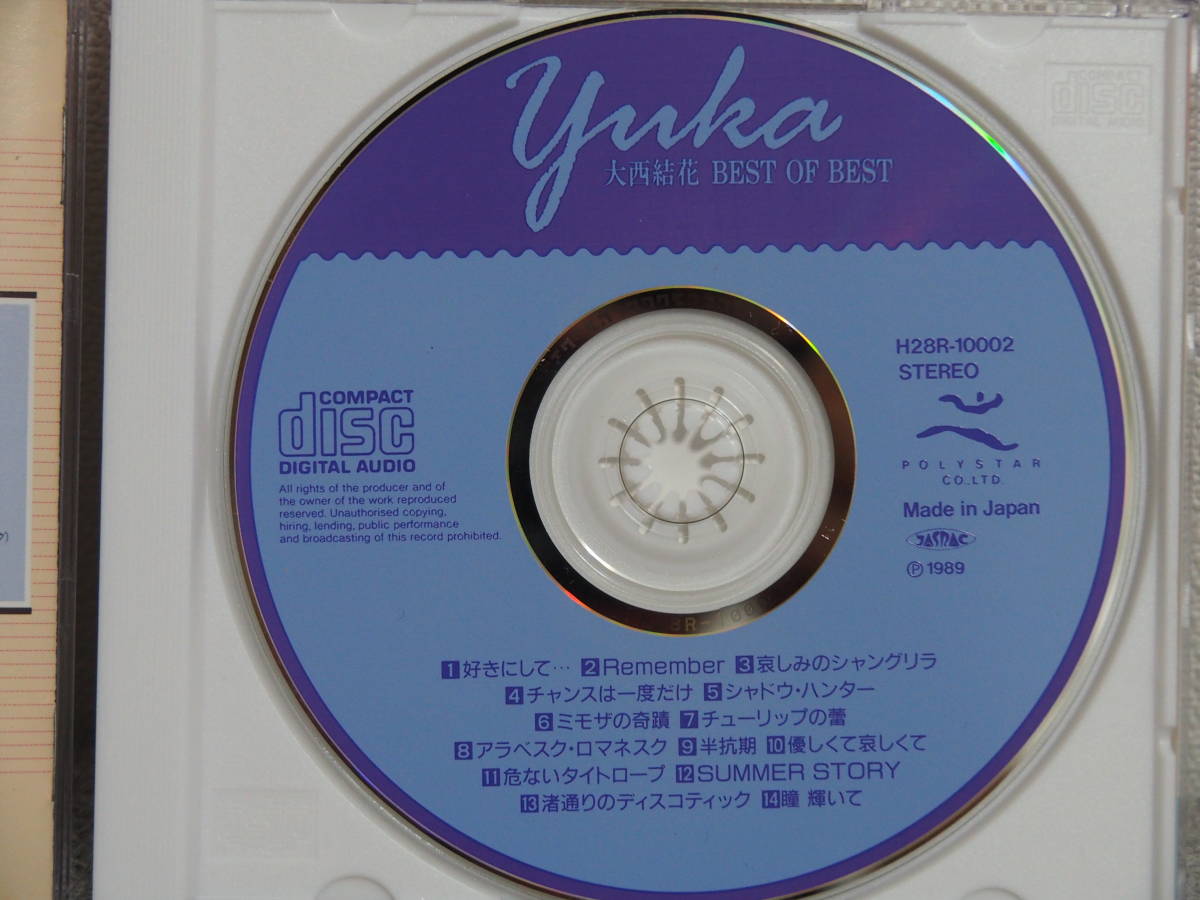 Yuka
大西結花 BEST OF BEST
H28R-10002
STEREO
POLYSTAR
CO.LTD.
Made in Japan
JASRAC
Ⓟ1989
COMPACT
disc
DIGITAL AUDIO
All rights of the producer and of
the owner of the work reproduced
reserved. Unauthorised copying,
hiring, lending, public performance
and broadcasting of this record prohibited.
1 好きにして… 2 Remember 3 哀しみのシャングリラ
4 チャンスは一度だけ 5 シャドウ・ハンター
6 ミモザの奇蹟 7 チューリップの蕾
8 アラベスク・ロマネスク 9 半抗期 10 優しくて哀しくて
11 危ないタイトロープ 12 SUMMER STORY
13 渚通りのディスコティック 14 瞳 輝いて
COMPACT
disc
DIGITAL AUDIO